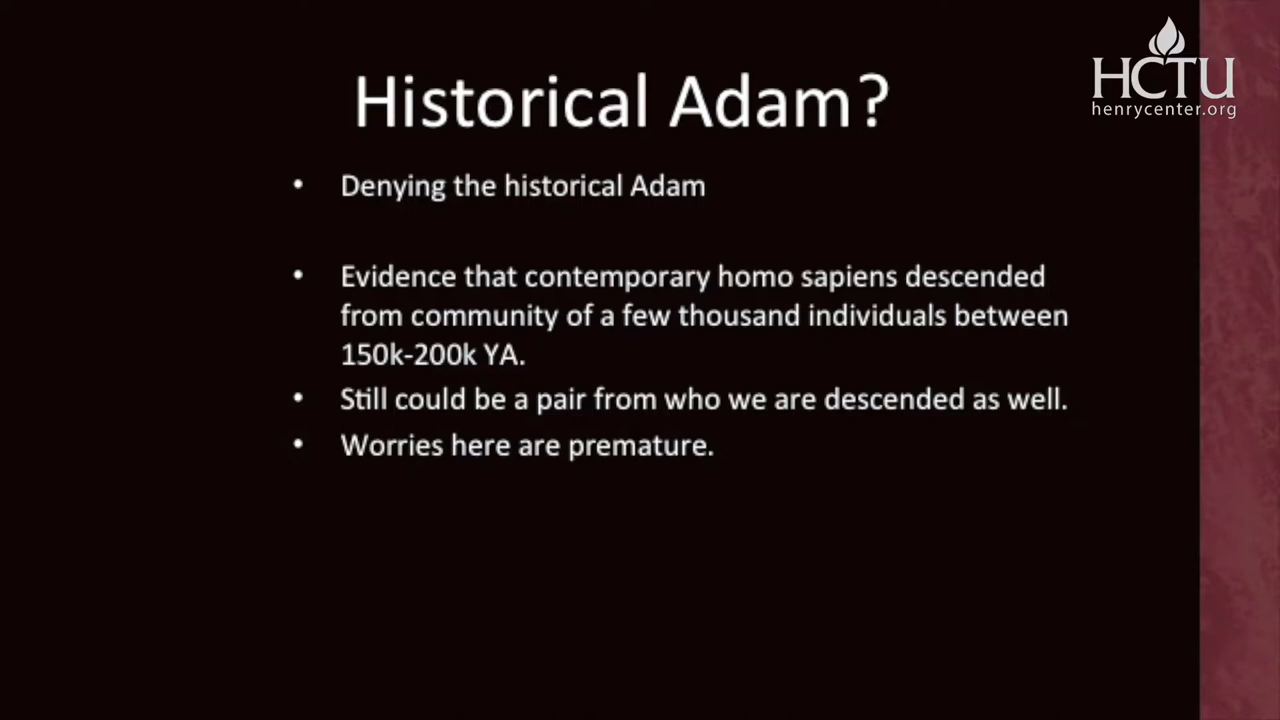 HCTU
henrycenter.org
Historical Adam?
• Denying the historical Adam
• Evidence that contemporary homo sapiens descended
from community of a few thousand individuals between
150k-200k YA.
• Still could be a pair from who we are descended as well.
• Worries here are premature.